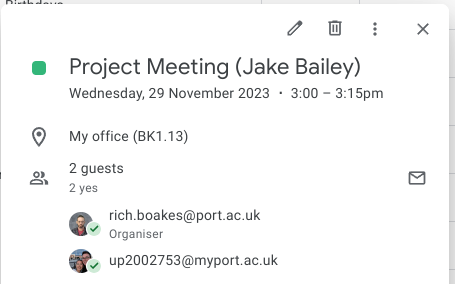 Birthdays
Project Meeting (Jake Bailey)
Wednesday, 29 November 2023 • 3:00 – 3:15pm
My office (BK1.13)
2 guests
2 yes
rich.boakes@port.ac.uk
Organiser
up2002753@myport.ac.uk